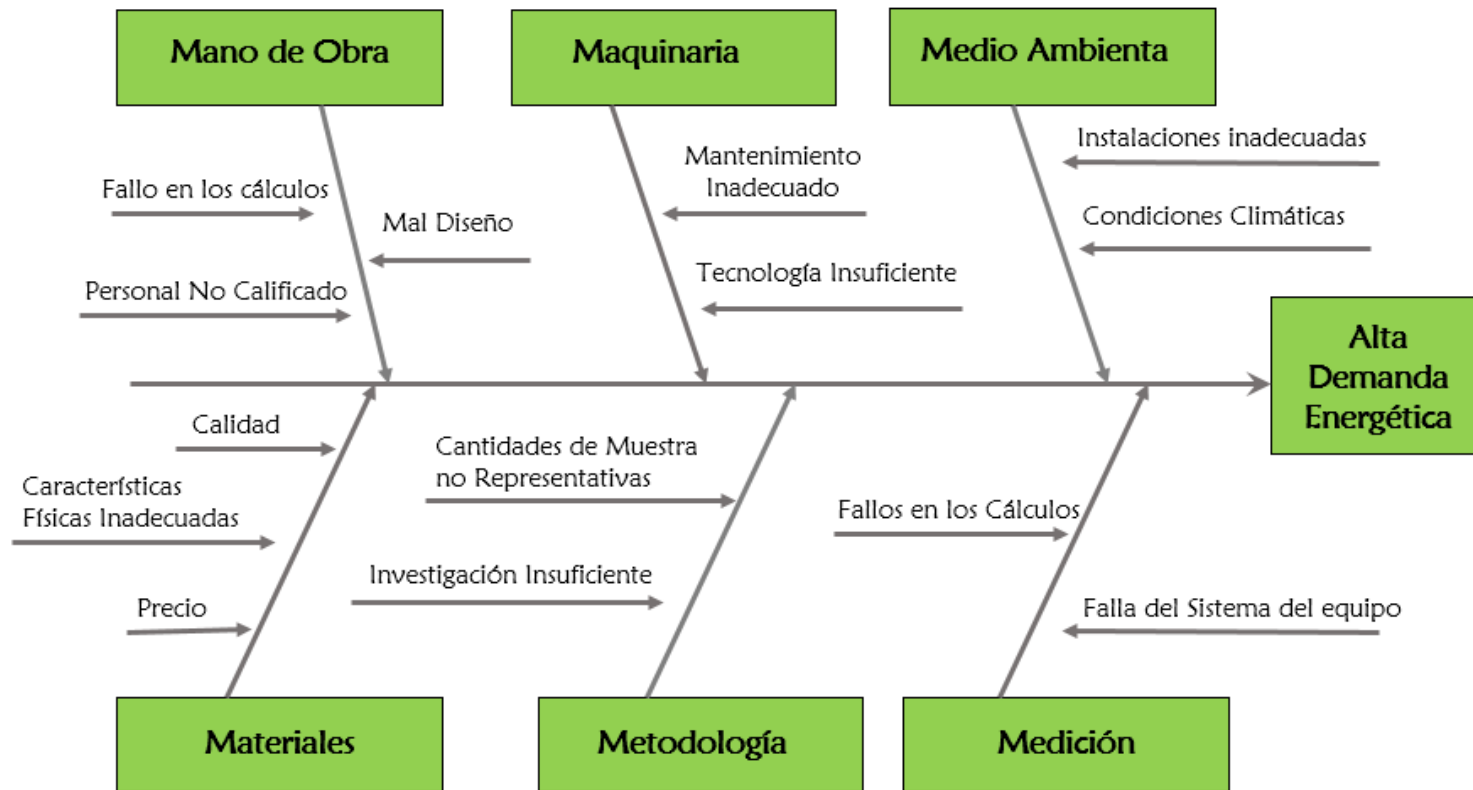 Mano de Obra
Maquinaria
Medio Ambienta
Instalaciones inadecuadas
Mantenimiento
Inadecuado
Fallo en los cálculos
Mal Diseño
Condiciones Climáticas
Tecnología Insuficiente
Personal No Calificado
Alta
Demanda
Energética
Calidad
Cantidades de Muestra
no Representativas
Características
Físicas Inadecuadas
Fallos en los Cálculos
Investigación Insuficiente
Precio
Falla del Sistema del equipo
Materiales
Metodología
Medición